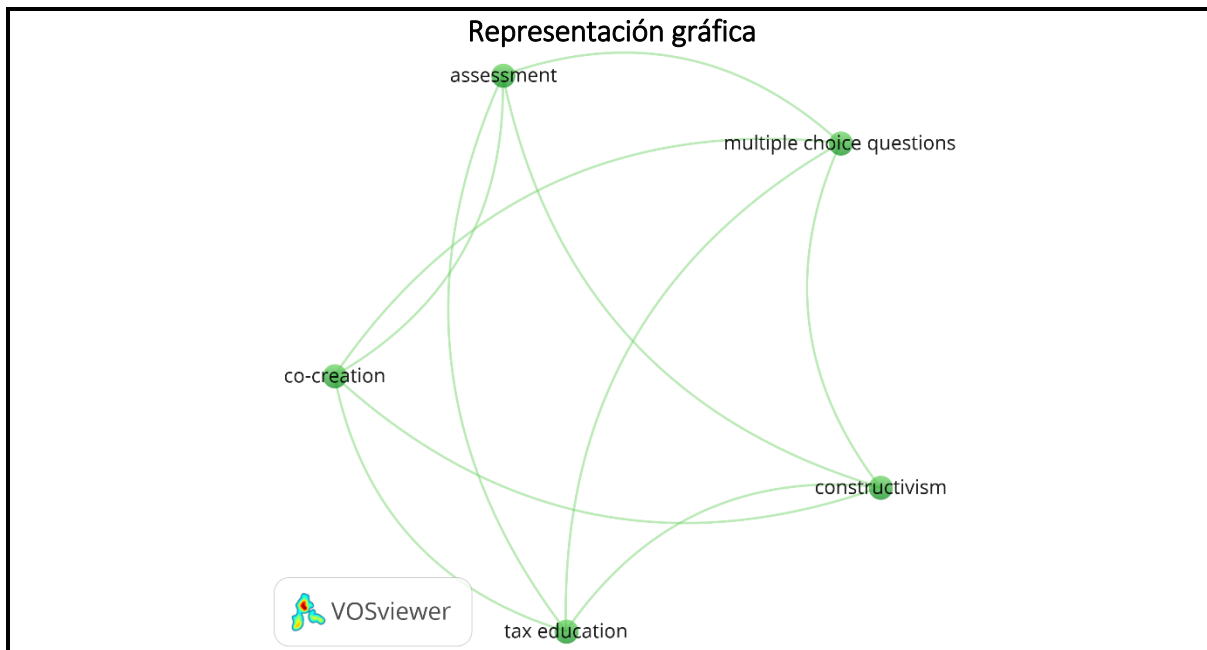 Representación gráfica
assessment
multiple choice questions
co-creation
constructivism
VOSviewer
tax education